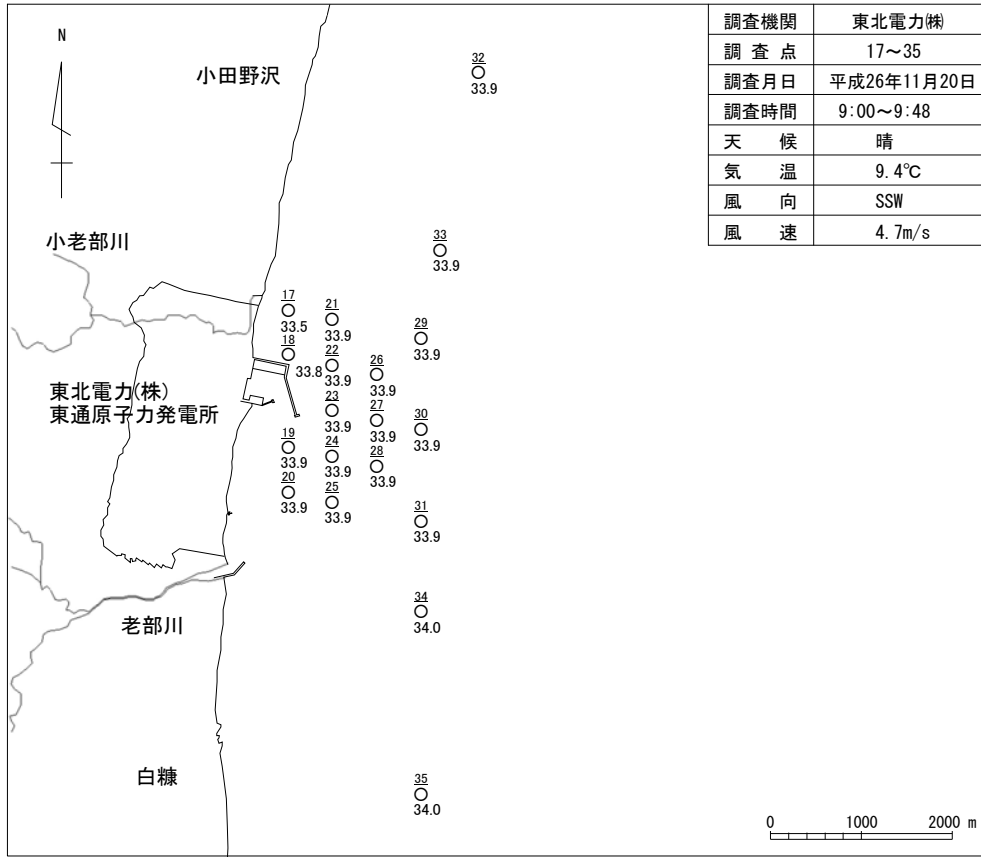 調査機関 東北電力㈱
調査点 17～35
調査月日 平成26年11月20日
調査時間 9:00～9:48
天候 晴
気温 9.4℃
風向 SSW
風速 4.7m/s
N
小田野沢
32
33.9
小老部川
33
33.9
17
33.5
21
33.9
29
33.9
18
33.8
22
33.9
26
33.9
東北電力(株)
東通原子力発電所
23
33.9
27
33.9
30
33.9
19
33.9
24
33.9
28
33.9
20
33.9
25
33.9
31
33.9
34
34.0
老部川
白糠
35
34.0
0 1000 2000 m